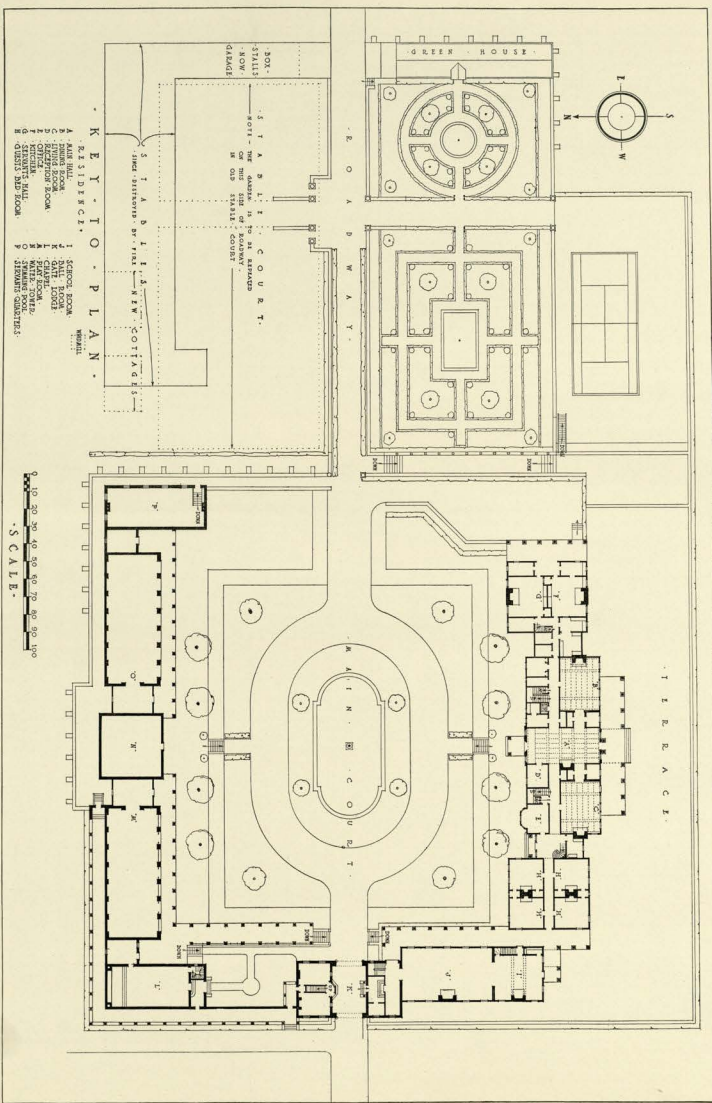 ·GREEN·HOUSE·
E
N
S
W
BOX-
STALLS·
NOW·
GARAGE·
·STABLE·COURT·
NOTE—THE GARDEN IS TO BE REPEATED
ON THIS SIDE OF ROADWAY
IN OLD STABLE COURT
·ROADWAY·
·STABLES·
SINCE·DESTROYED·BY·FIRE
NEW·COTTAGES
WINDMILL
·KEY·TO·PLAN·
·RESIDENCE·
A MAIN HALL·
B DINING ROOM·
C LIVING ROOM·
D RECEPTION ROOM·
E OFFICE·
F KITCHEN·
G SERVANTS HALL·
H GUESTS BED ROOM·
I SCHOOL ROOM·
J BALL ROOM·
K GATE LODGE·
L CHAPEL·
M PLAY ROOM·
N WATER TOWER·
O SWIMMING POOL·
P SERVANTS QUARTERS·
DOWN
DOWN
DOWN
·TERRACE·
·MAIN·COURT·
DOWN
·P·
·O·
·N·
·M·
·L·
·K·
·J·
·I·
·H·
·H·
·H·
·H·
·C·
·E·
·D·
·A·
·B·
DOWN
DOWN
DOWN
0 10 20 30 40 50 60 70 80 90 100
·SCALE·